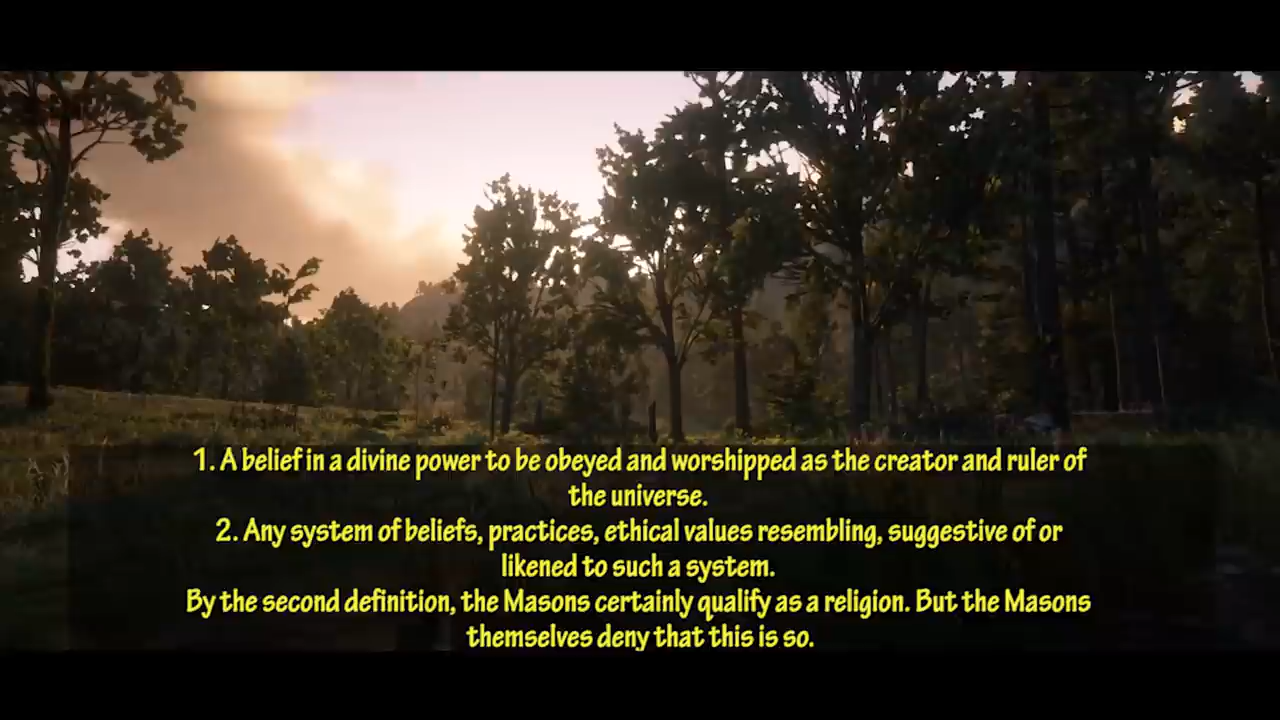 1. A belief in a divine power to be obeyed and worshipped as the creator and ruler of
the universe.
2. Any system of beliefs, practices, ethical values resembling, suggestive of or
likened to such a system.
By the second definition, the Masons certainly qualify as a religion. But the Masons
themselves deny that this is so.